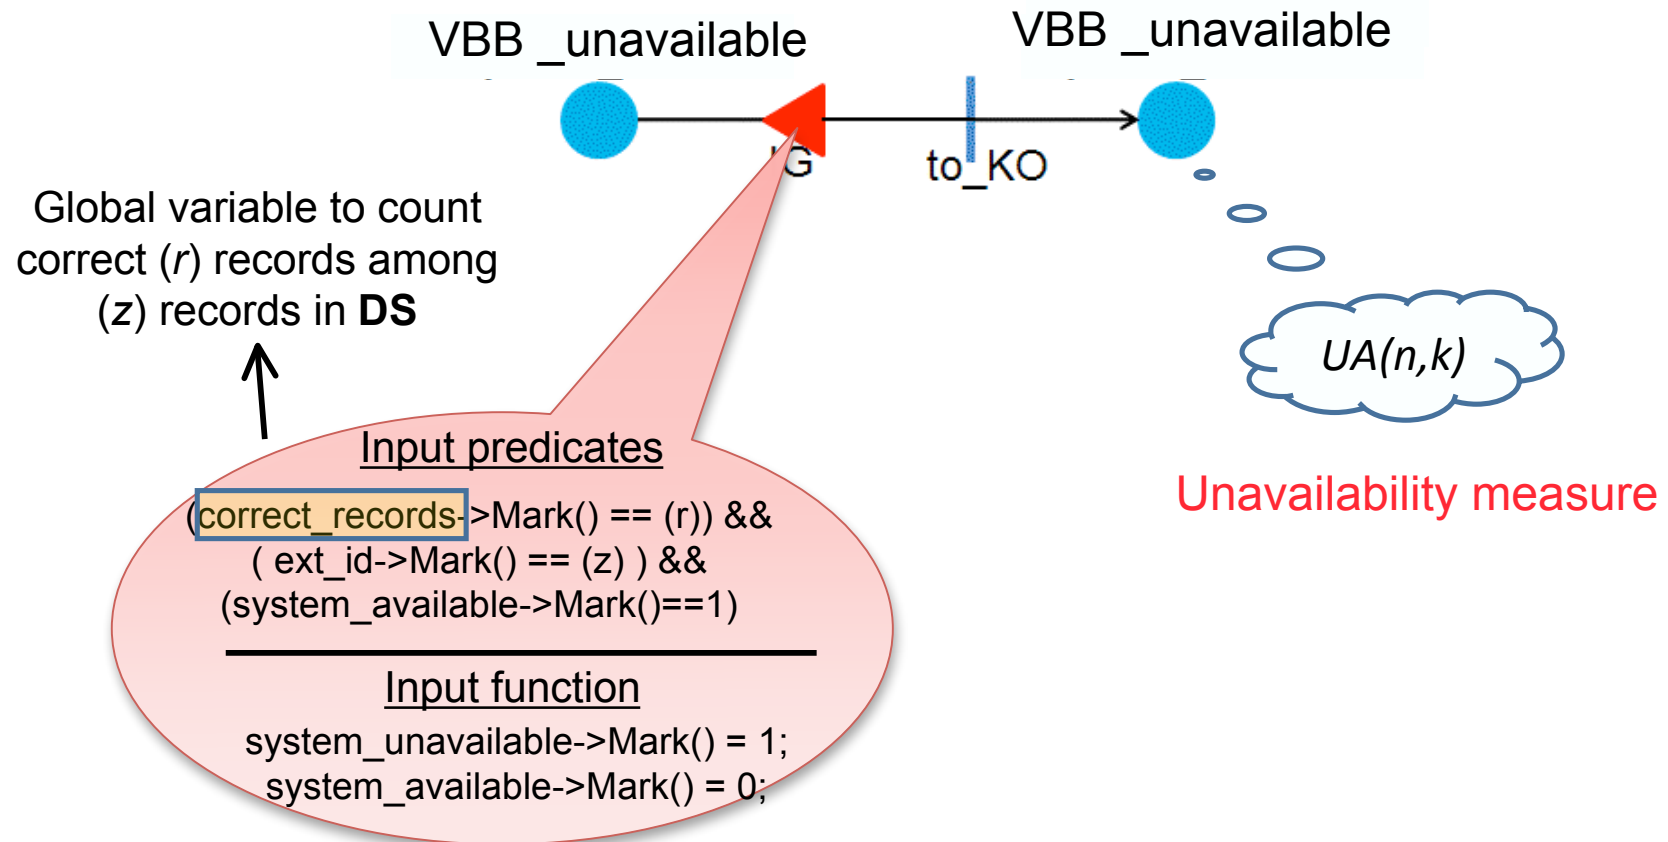 VBB _unavailable
VBB _unavailable
to_KO
Global variable to count
correct (r) records among
(z) records in DS
UA(n,k)
Unavailability measure
Input predicates
(correct_records->Mark() == (r)) &&
( ext_id->Mark() == (z) ) &&
(system_available->Mark()==1)
Input function
system_unavailable->Mark() = 1;
system_available->Mark() = 0;